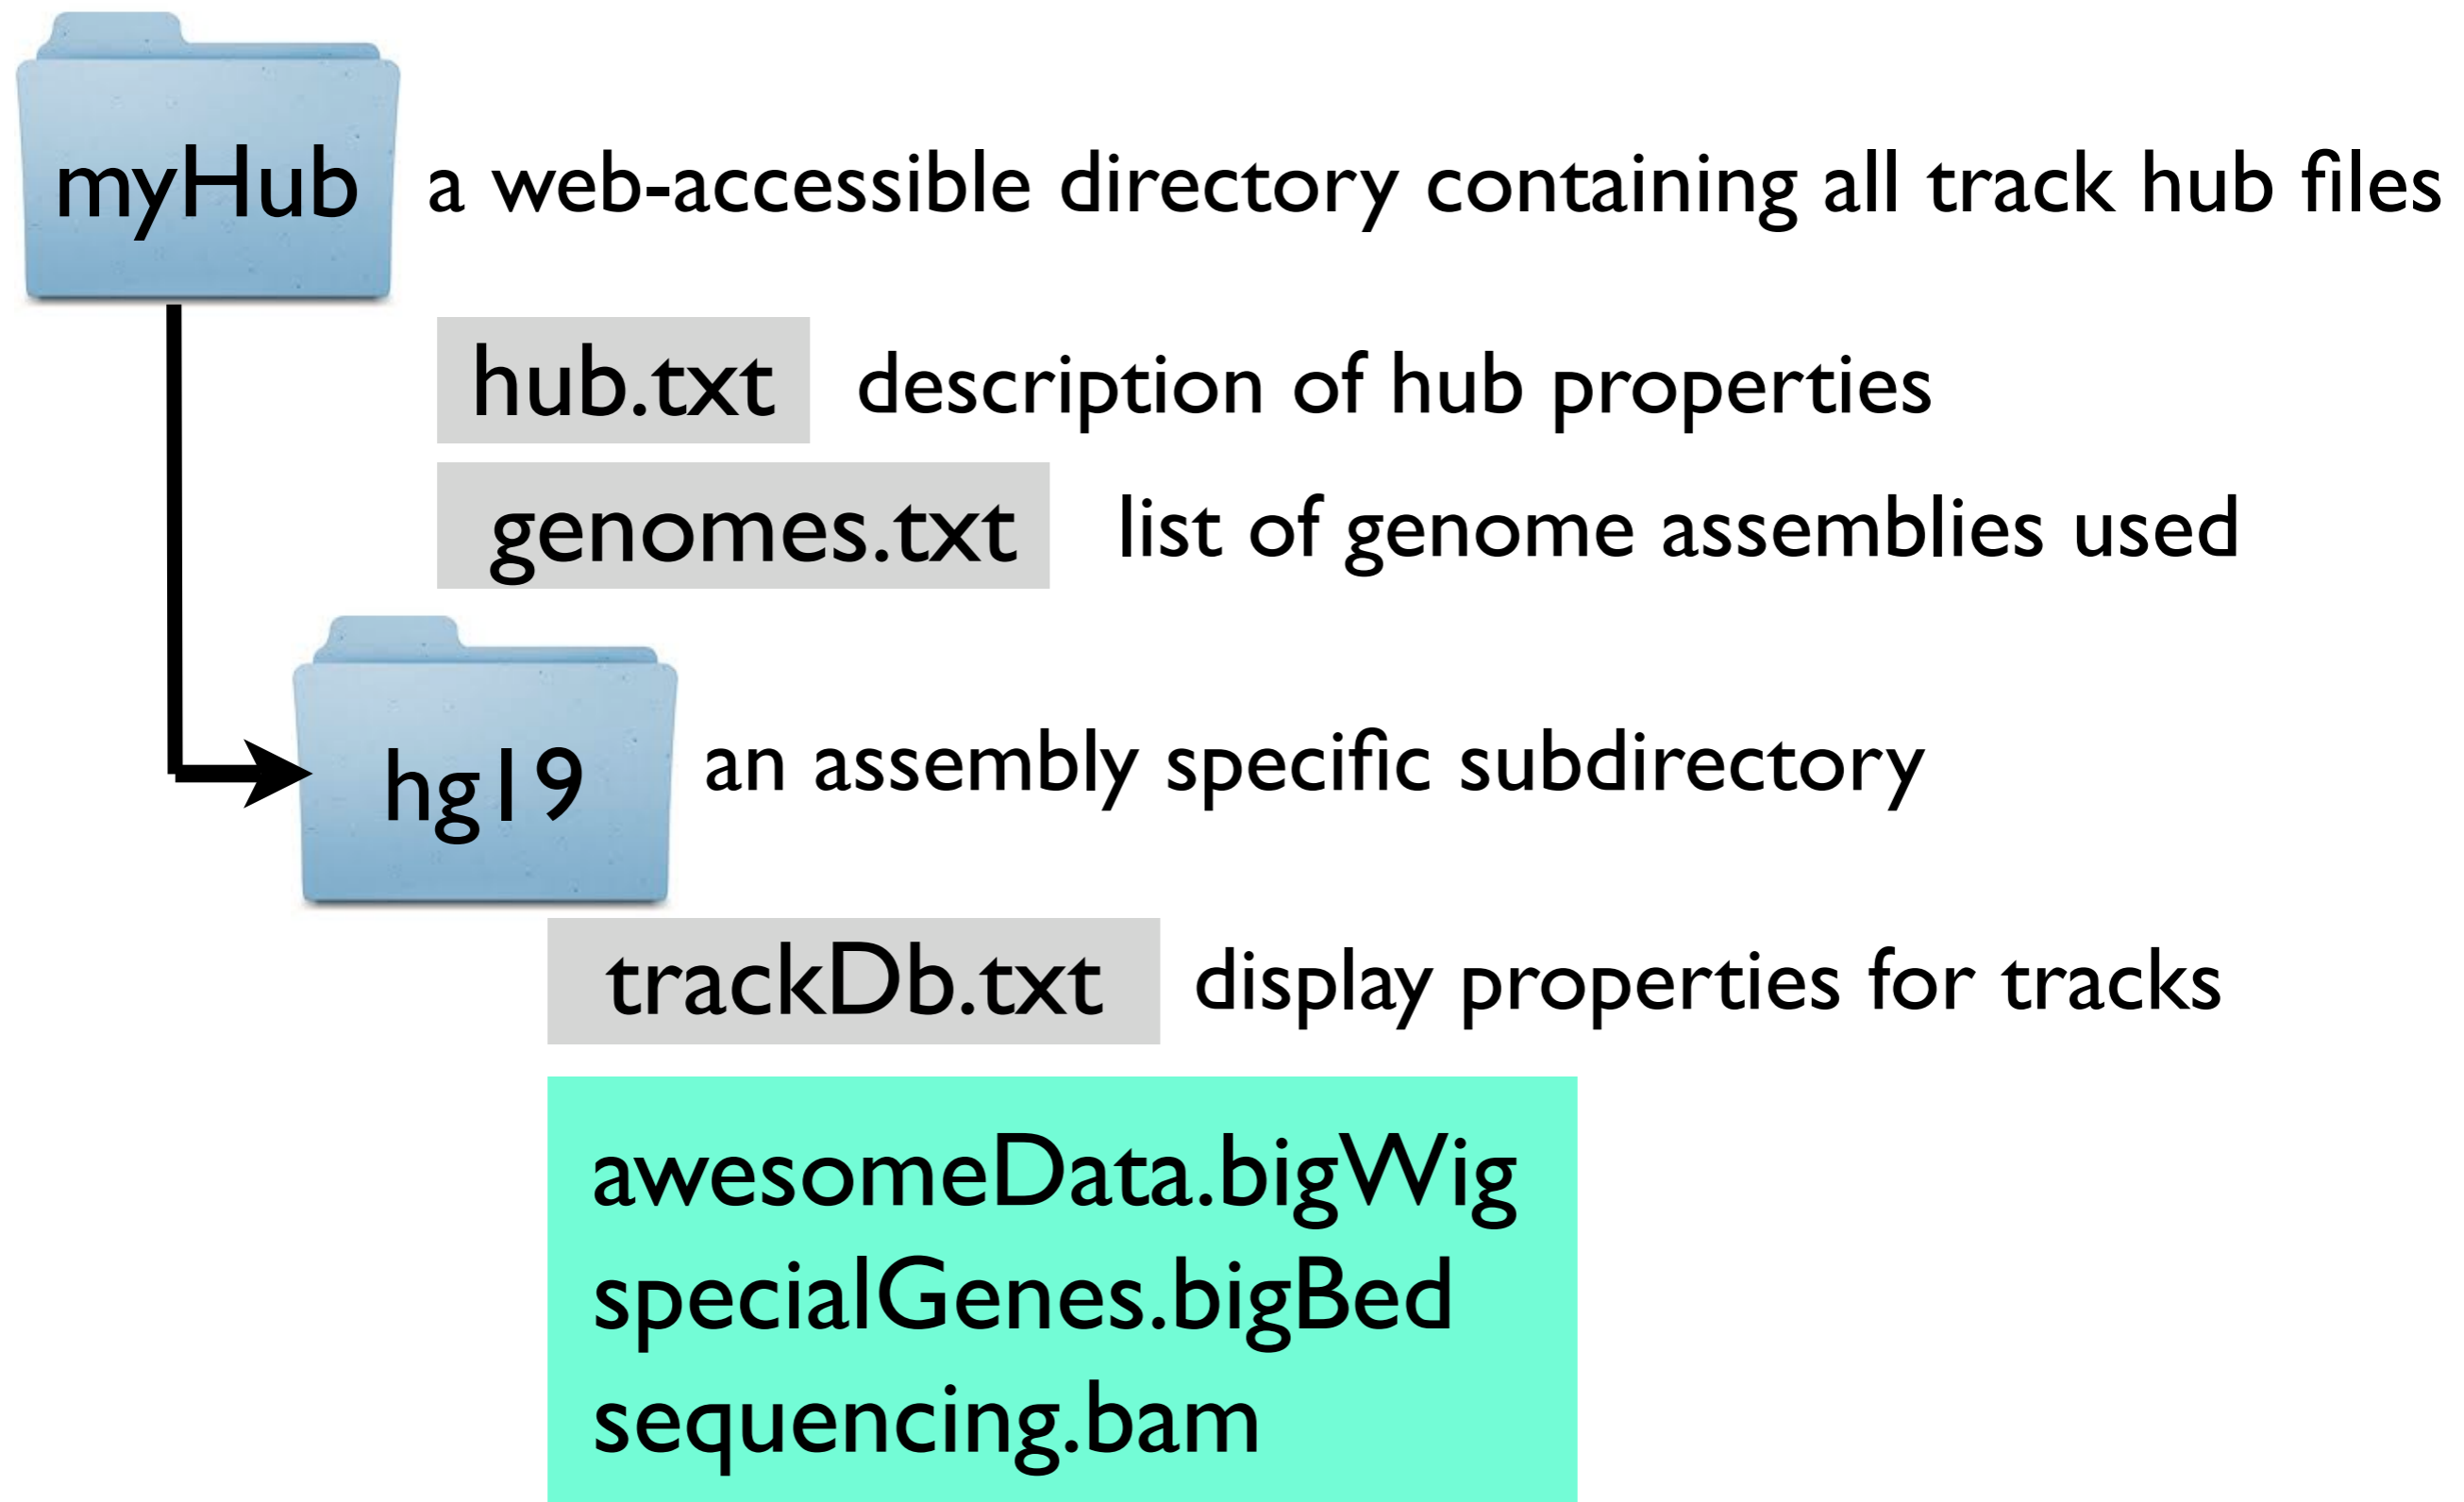 myHub a web-accessible directory containing all track hub files
hub.txt description of hub properties
genomes.txt list of genome assemblies used
hg19 an assembly specific subdirectory
trackDb.txt display properties for tracks
awesomeData.bigWig
specialGenes.bigBed
sequencing.bam